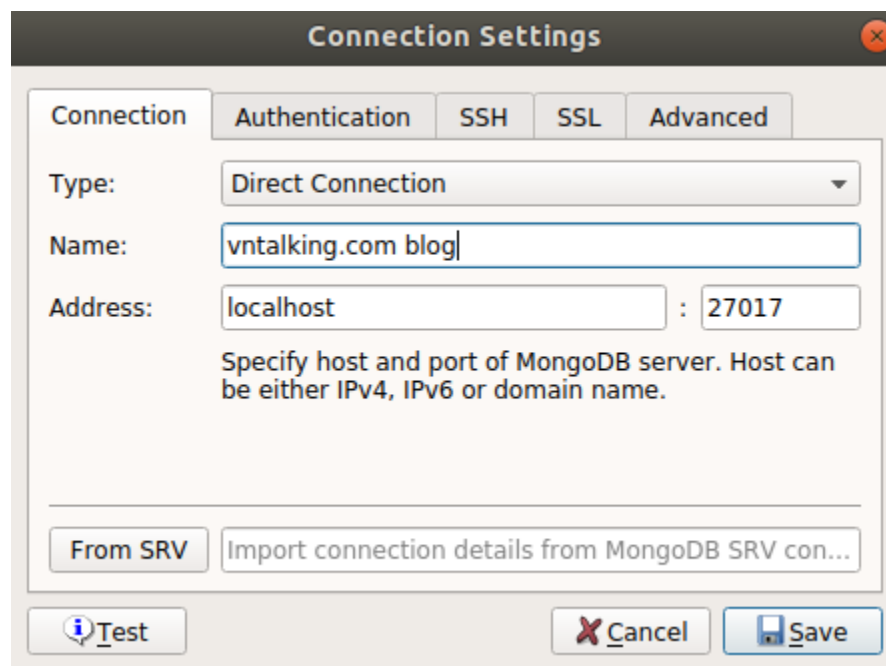 Connection Settings
Connection Authentication SSH SSL Advanced
Type: Direct Connection
Name: vntalking.com blog
Address: localhost : 27017
Specify host and port of MongoDB server. Host can
be either IPv4, IPv6 or domain name.
From SRV Import connection details from MongoDB SRV con...
Test Cancel Save